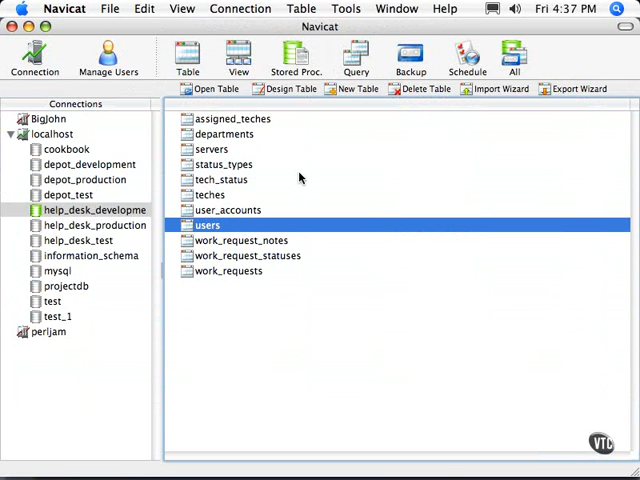 Navicat File Edit View Connection Table Tools Window Help Fri 4:37 PM
Navicat
Connection Manage Users Table View Stored Proc. Query Backup Schedule All
Open Table Design Table New Table Delete Table Import Wizard Export Wizard
Connections
BigJohn
localhost
cookbook
depot_development
depot_production
depot_test
help_desk_developme
help_desk_production
help_desk_test
information_schema
mysql
projectdb
test
test_1
perljam
assigned_teches
departments
servers
status_types
tech_status
teches
user_accounts
users
work_request_notes
work_request_statuses
work_requests
VTC